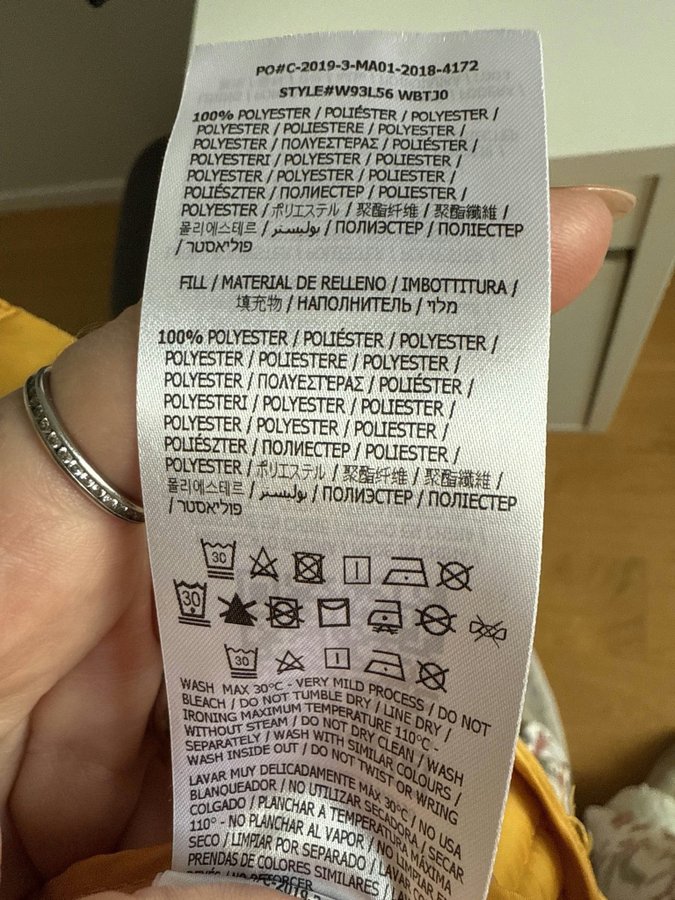 PO#C-2019-3-MA01-2018-4172
STYLE#W93L56 WBTJ0
100% POLYESTER / POLIÉSTER / POLYESTER /
POLYESTER / POLIESTERE / POLYESTER /
POLYESTER / ΠΟΛΥΕΣΤΕΡΑΣ / POLIÉSTER /
POLYESTERI / POLYESTER / POLIESTER /
POLYESTER / POLYESTER / POLIESTER /
POLIÉSZTER / ПОЛИЕСТЕР / POLIESTER /
POLYESTER / ポリエステル / 聚酯纤维 / 聚酯纖維 /
폴리에스테르 / بوليستر / ПОЛИЭСТЕР / ПОЛІЕСТЕР
/ פוליאסטר
FILL / MATERIAL DE RELLENO / IMBOTTITURA /
填充物 / НАПОЛНИТЕЛЬ / מלוי
100% POLYESTER / POLIÉSTER / POLYESTER /
POLYESTER / POLIESTERE / POLYESTER /
POLYESTER / ΠΟΛΥΕΣΤΕΡΑΣ / POLIÉSTER /
POLYESTERI / POLYESTER / POLIESTER /
POLYESTER / POLYESTER / POLIESTER /
POLIÉSZTER / ПОЛИЕСТЕР / POLIESTER /
POLYESTER / ポリエステル / 聚酯纤维 / 聚酯纖維 /
폴리에스테르 / بوليستر / ПОЛИЭСТЕР / ПОЛІЕСТЕР
/ פוליאסטר
30
30
30
WASH MAX 30°C - VERY MILD PROCESS / DO NOT
BLEACH / DO NOT TUMBLE DRY / LINE DRY /
IRONING MAXIMUM TEMPERATURE 110°C -
WITHOUT STEAM / DO NOT DRY CLEAN / WASH
SEPARATELY / WASH WITH SIMILAR COLOURS /
WASH INSIDE OUT / DO NOT TWIST OR WRING
LAVAR MUY DELICADAMENTE MÁX 30°C / NO USA
BLANQUEADOR / NO UTILIZAR SECADORA / SECAR
COLGADO / PLANCHAR A TEMPERATURA MÁXIMA
110° - NO PLANCHAR AL VAPOR / NO LIMPIAR EN
SECO / LIMPIAR POR SEPARADO / LAVAR CON
PRENDAS DE COLORES SIMILARES / LAVAR